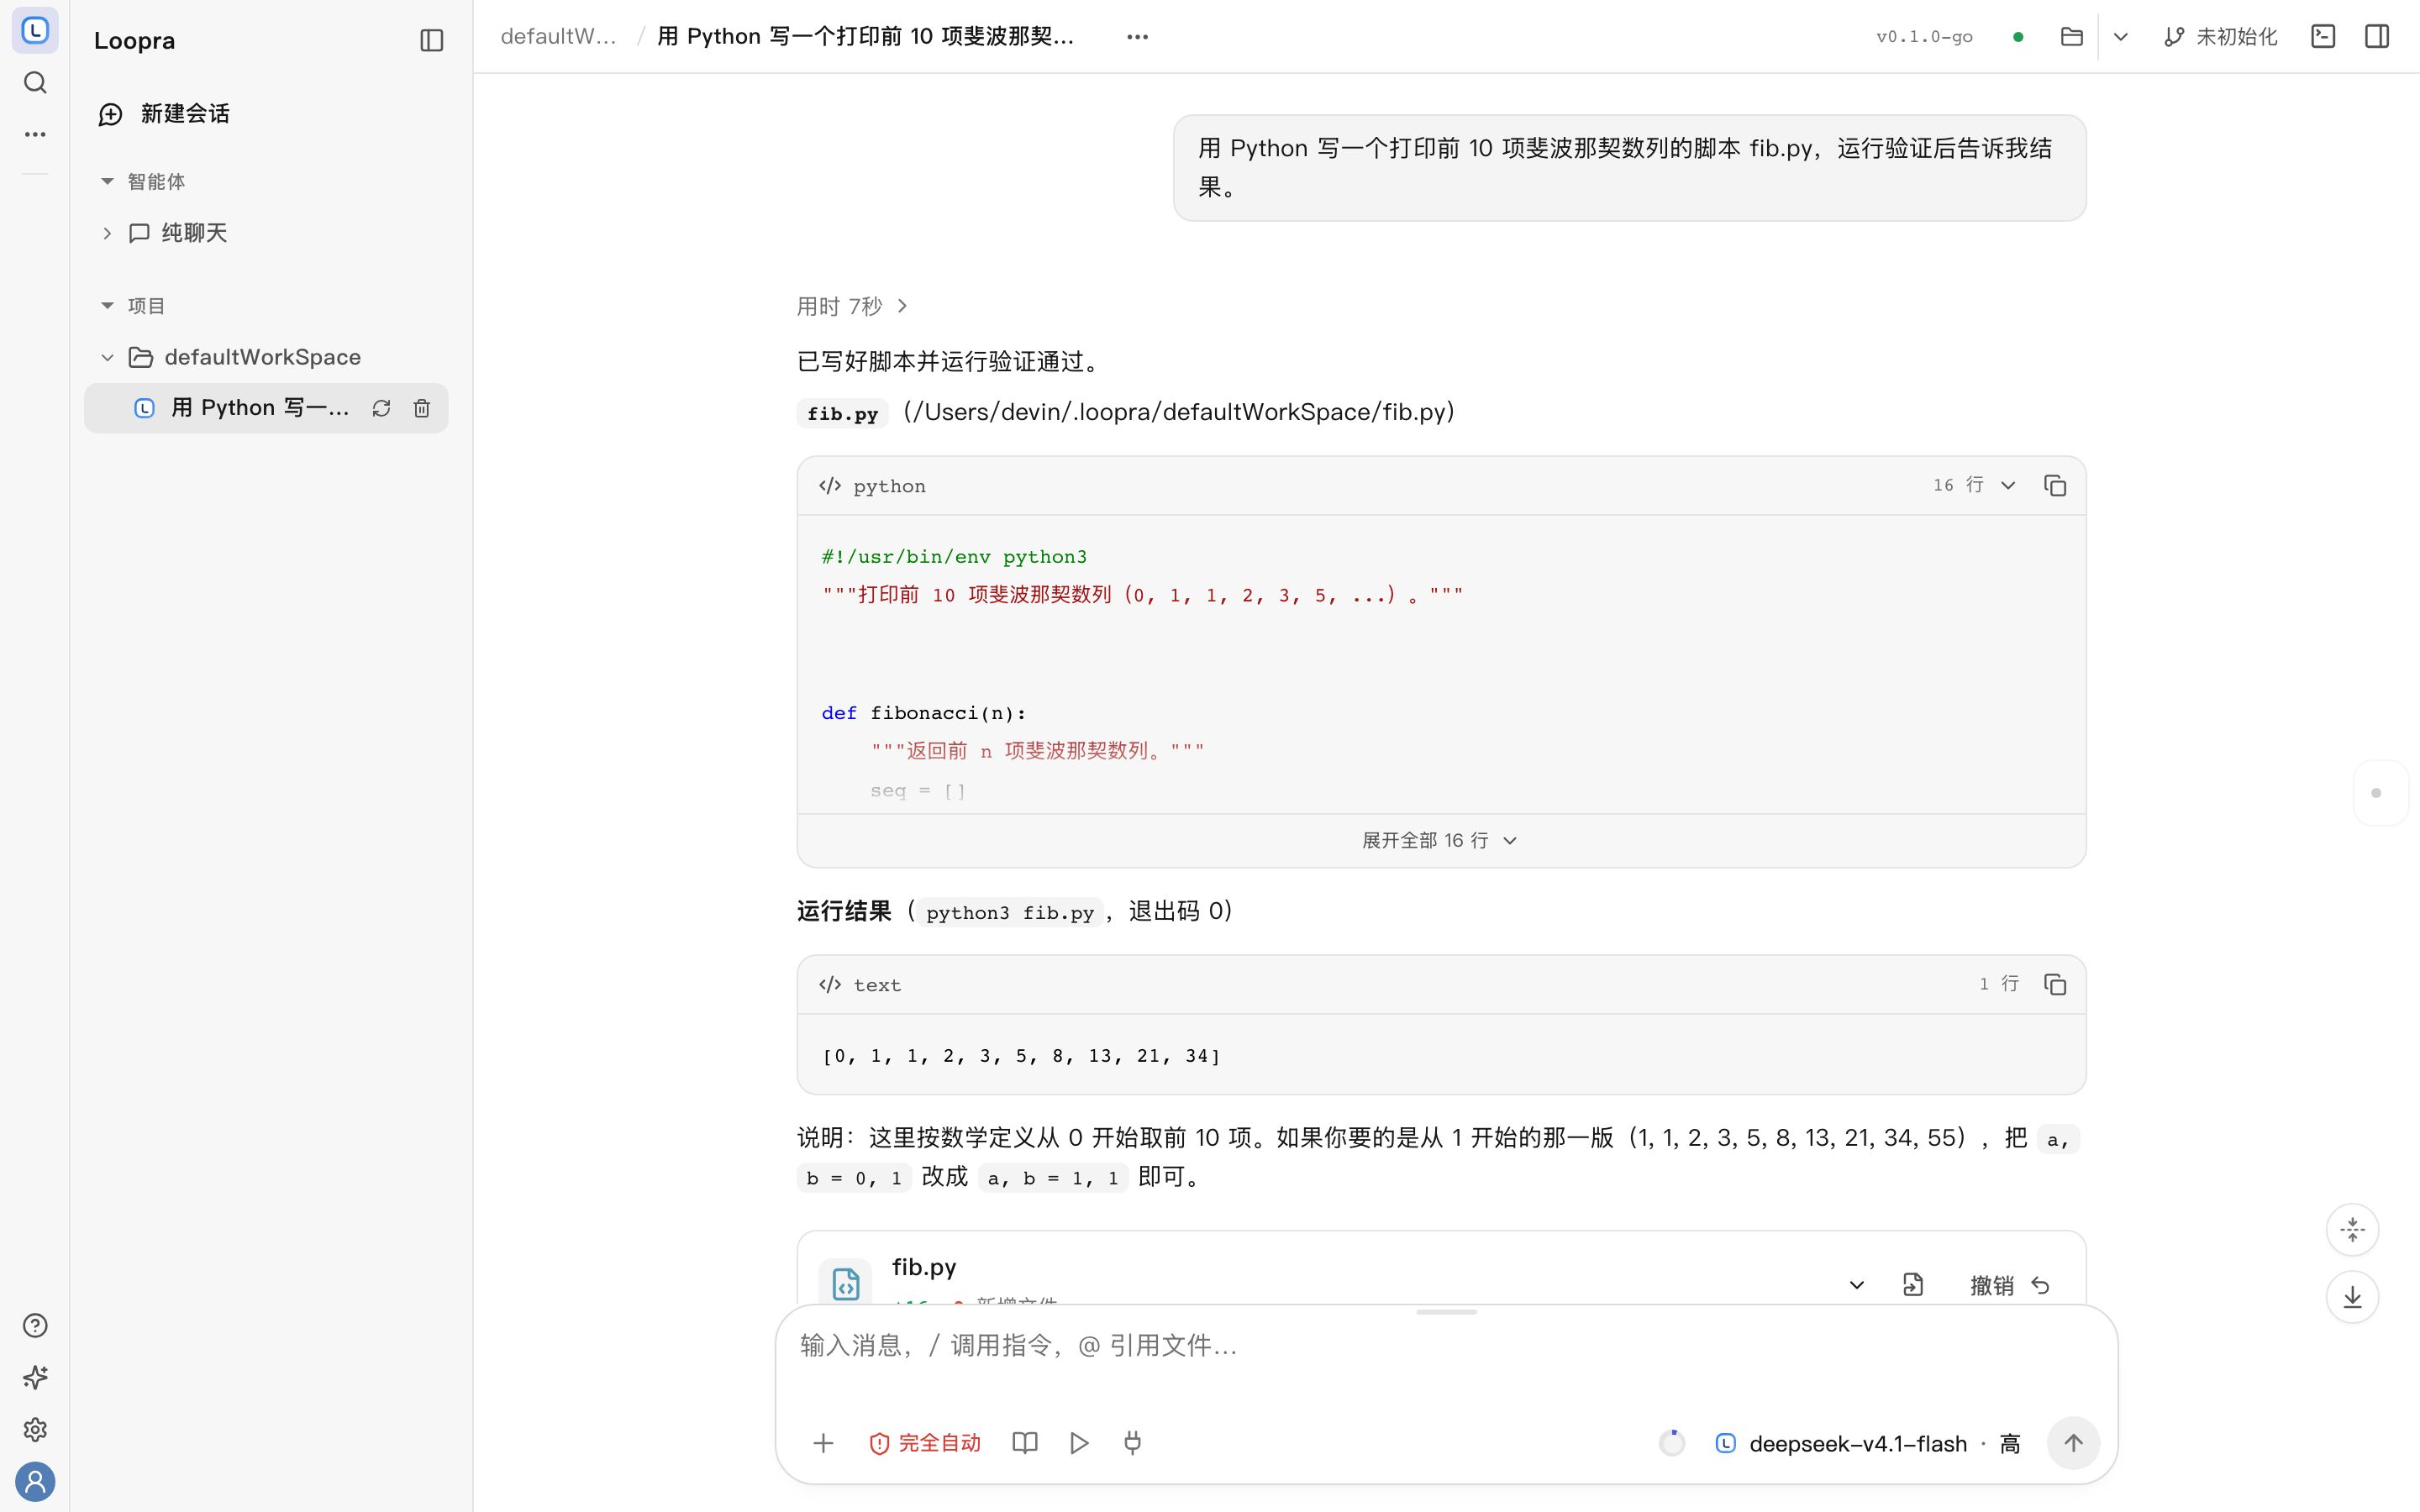 Loopra
新建会话
智能体
纯聊天
项目
defaultWorkSpace
用 Python 写一...
defaultW... / 用 Python 写一个打印前 10 项斐波那契... ···
v0.1.0-go
未初始化
用 Python 写一个打印前 10 项斐波那契数列的脚本 fib.py，运行验证后告诉我结
果。
用时 7秒
已写好脚本并运行验证通过。
fib.py（/Users/devin/.loopra/defaultWorkSpace/fib.py）
python
16 行
#!/usr/bin/env python3
"""打印前 10 项斐波那契数列（0, 1, 1, 2, 3, 5, ...）。"""
def fibonacci(n):
"""返回前 n 项斐波那契数列。"""
seq = []
展开全部 16 行
运行结果（python3 fib.py，退出码 0）
text
1 行
[0, 1, 1, 2, 3, 5, 8, 13, 21, 34]
说明：这里按数学定义从 0 开始取前 10 项。如果你要的是从 1 开始的那一版（1, 1, 2, 3, 5, 8, 13, 21, 34, 55），把 a,
b = 0, 1 改成 a, b = 1, 1 即可。
fib.py
新增文件
撤销
输入消息，/ 调用指令，@ 引用文件...
完全自动
deepseek-v4.1-flash · 高